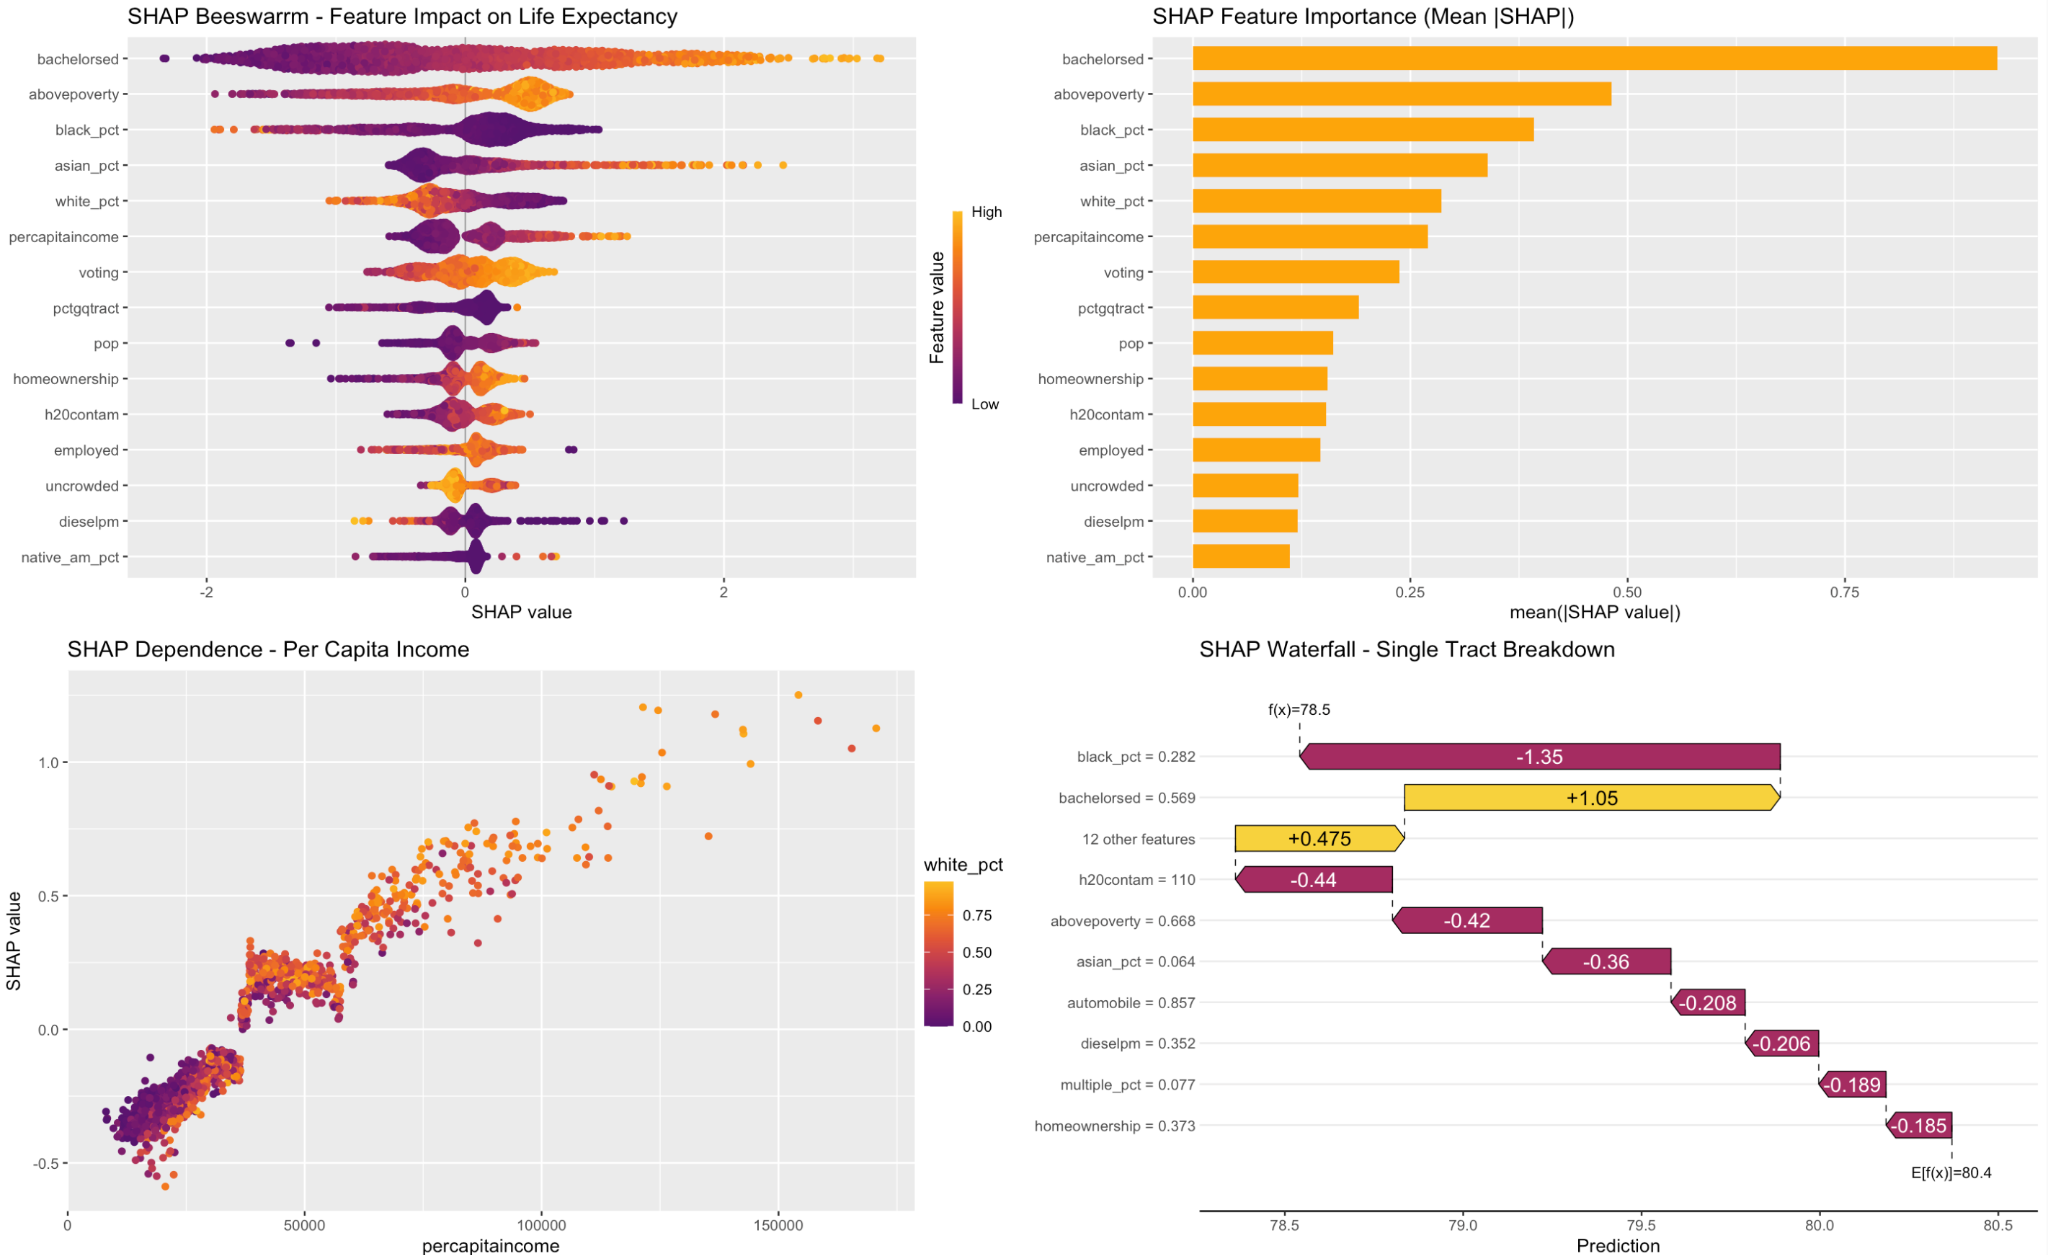 SHAP Beeswarrm - Feature Impact on Life Expectancy
bachelorsed
abovepoverty
black_pct
asian_pct
white_pct
percapitaincome
voting
pctgqtract
pop
homeownership
h20contam
employed
uncrowded
dieselpm
native_am_pct
-2 0 2
SHAP value
Feature value
High
Low
SHAP Feature Importance (Mean |SHAP|)
bachelorsed
abovepoverty
black_pct
asian_pct
white_pct
percapitaincome
voting
pctgqtract
pop
homeownership
h20contam
employed
uncrowded
dieselpm
native_am_pct
0.00 0.25 0.50 0.75
mean(|SHAP value|)
SHAP Dependence - Per Capita Income
SHAP value
1.0
0.5
0.0
-0.5
0 50000 100000 150000
percapitaincome
white_pct
0.75
0.50
0.25
0.00
SHAP Waterfall - Single Tract Breakdown
f(x)=78.5
black_pct = 0.282 -1.35
bachelorsed = 0.569 +1.05
12 other features +0.475
h20contam = 110 -0.44
abovepoverty = 0.668 -0.42
asian_pct = 0.064 -0.36
automobile = 0.857 -0.208
dieselpm = 0.352 -0.206
multiple_pct = 0.077 -0.189
homeownership = 0.373 -0.185
E[f(x)]=80.4
78.5 79.0 79.5 80.0 80.5
Prediction